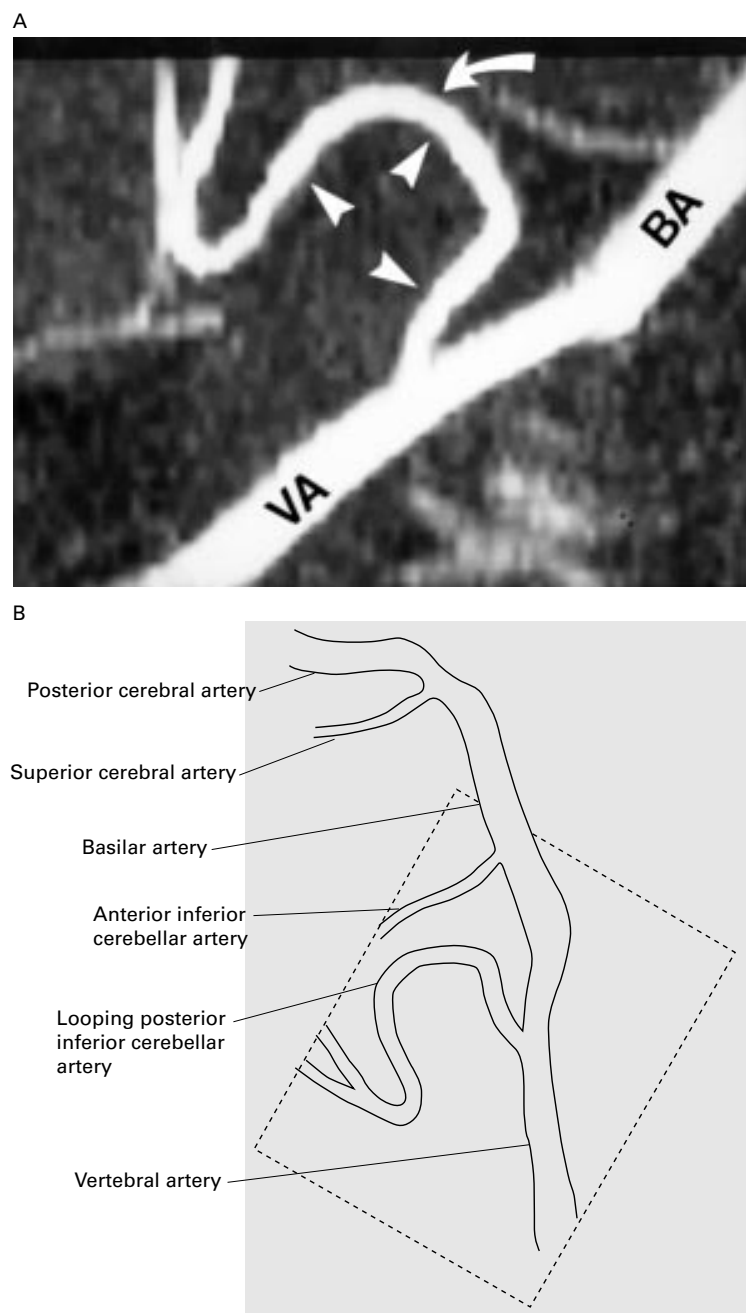 A
BA
VA
B
Posterior cerebral artery
Superior cerebral artery
Basilar artery
Anterior inferior
cerebellar artery
Looping posterior
inferior cerebellar
artery
Vertebral artery